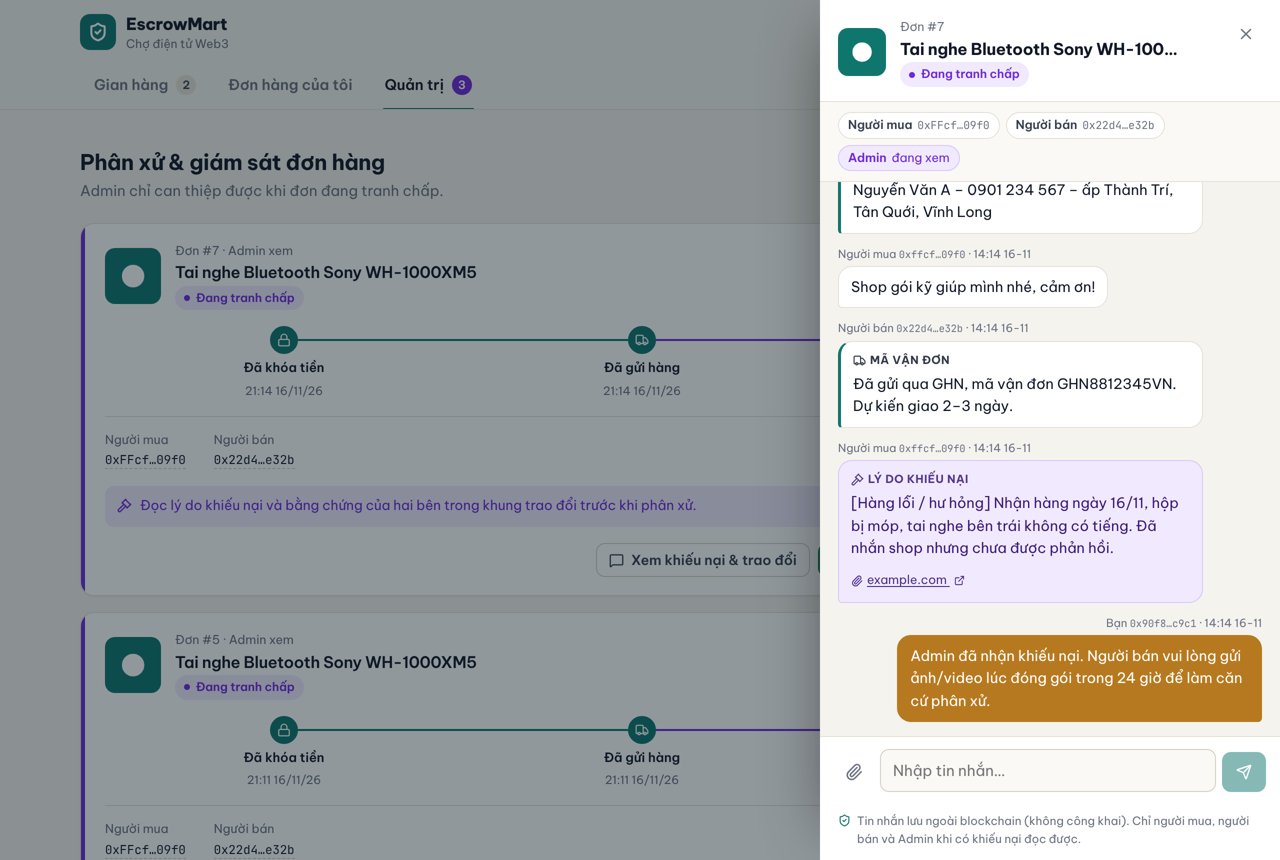 EscrowMart
Chợ điện tử Web3
Gian hàng 2
Đơn hàng của tôi
Quản trị 3
Phân xử & giám sát đơn hàng
Admin chỉ can thiệp được khi đơn đang tranh chấp.
Đơn #7 · Admin xem
Tai nghe Bluetooth Sony WH-1000XM5
Đang tranh chấp
Đã khóa tiền
21:14 16/11/26
Đã gửi hàng
21:14 16/11/26
Người mua
0xFFcf…09f0
Người bán
0x22d4…e32b
Đọc lý do khiếu nại và bằng chứng của hai bên trong khung trao đổi trước khi phân xử.
Xem khiếu nại & trao đổi
Đơn #5 · Admin xem
Tai nghe Bluetooth Sony WH-1000XM5
Đang tranh chấp
Đã khóa tiền
21:11 16/11/26
Đã gửi hàng
21:11 16/11/26
Người mua
0xFFcf…09f0
Người bán
0x22d4…e32b
Đơn #7
Tai nghe Bluetooth Sony WH-100…
Đang tranh chấp
Người mua 0xFFcf…09f0
Người bán 0x22d4…e32b
Admin đang xem
Nguyễn Văn A – 0901 234 567 – ấp Thành Trí,
Tân Quới, Vĩnh Long
Người mua 0xffcf…09f0 · 14:14 16-11
Shop gói kỹ giúp mình nhé, cảm ơn!
Người bán 0x22d4…e32b · 14:14 16-11
MÃ VẬN ĐƠN
Đã gửi qua GHN, mã vận đơn GHN8812345VN.
Dự kiến giao 2–3 ngày.
Người mua 0xffcf…09f0 · 14:14 16-11
LÝ DO KHIẾU NẠI
[Hàng lỗi / hư hỏng] Nhận hàng ngày 16/11, hộp
bị móp, tai nghe bên trái không có tiếng. Đã
nhắn shop nhưng chưa được phản hồi.
example.com
Bạn 0x90f8…c9c1 · 14:14 16-11
Admin đã nhận khiếu nại. Người bán vui lòng gửi
ảnh/video lúc đóng gói trong 24 giờ để làm căn
cứ phân xử.
Nhập tin nhắn…
Tin nhắn lưu ngoài blockchain (không công khai). Chỉ người mua, người
bán và Admin khi có khiếu nại đọc được.